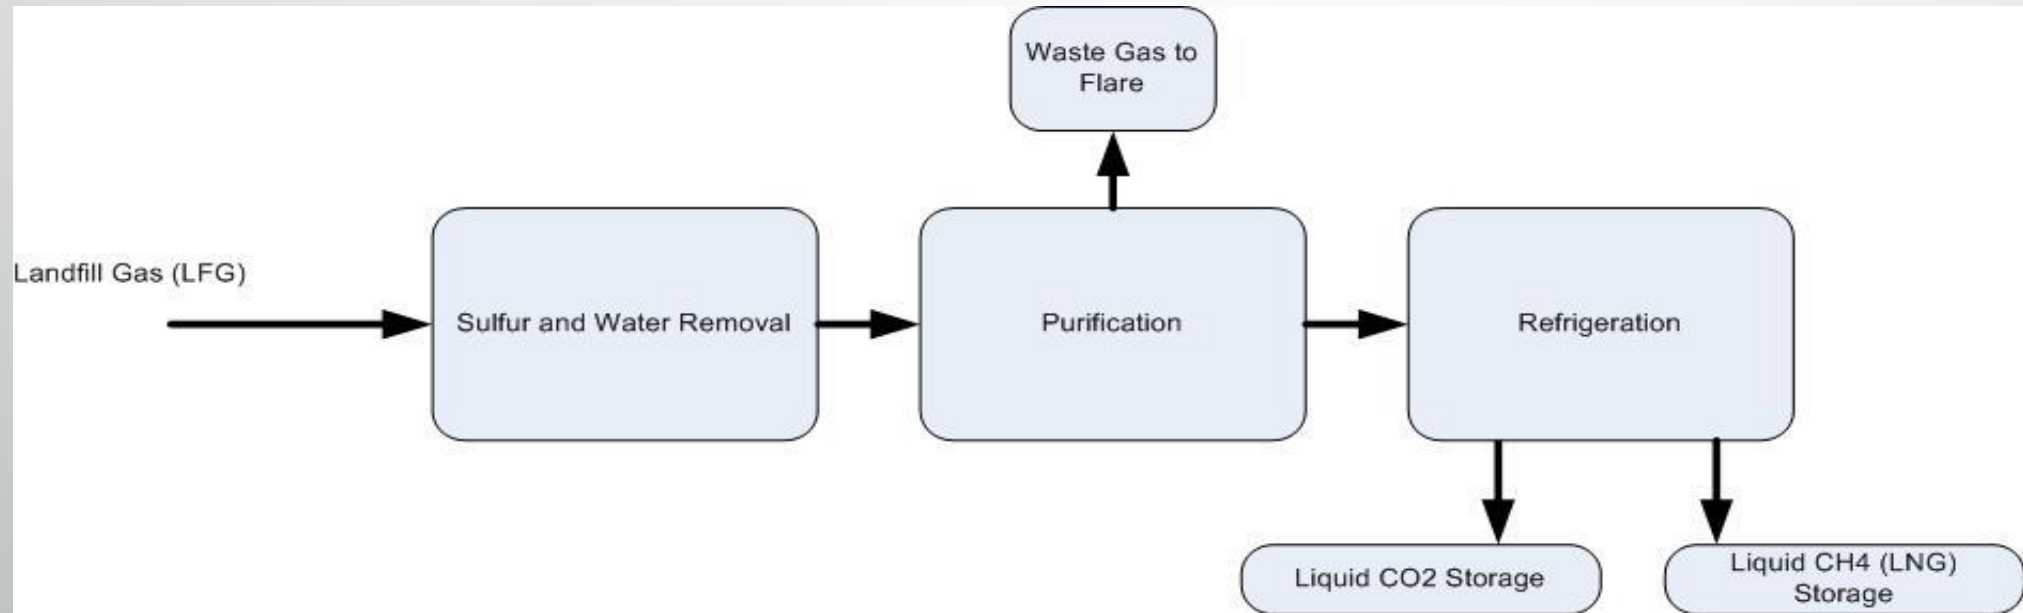 Waste Gas to
Flare
Landfill Gas (LFG)
Sulfur and Water Removal
Purification
Refrigeration
Liquid CO2 Storage
Liquid CH4 (LNG)
Storage